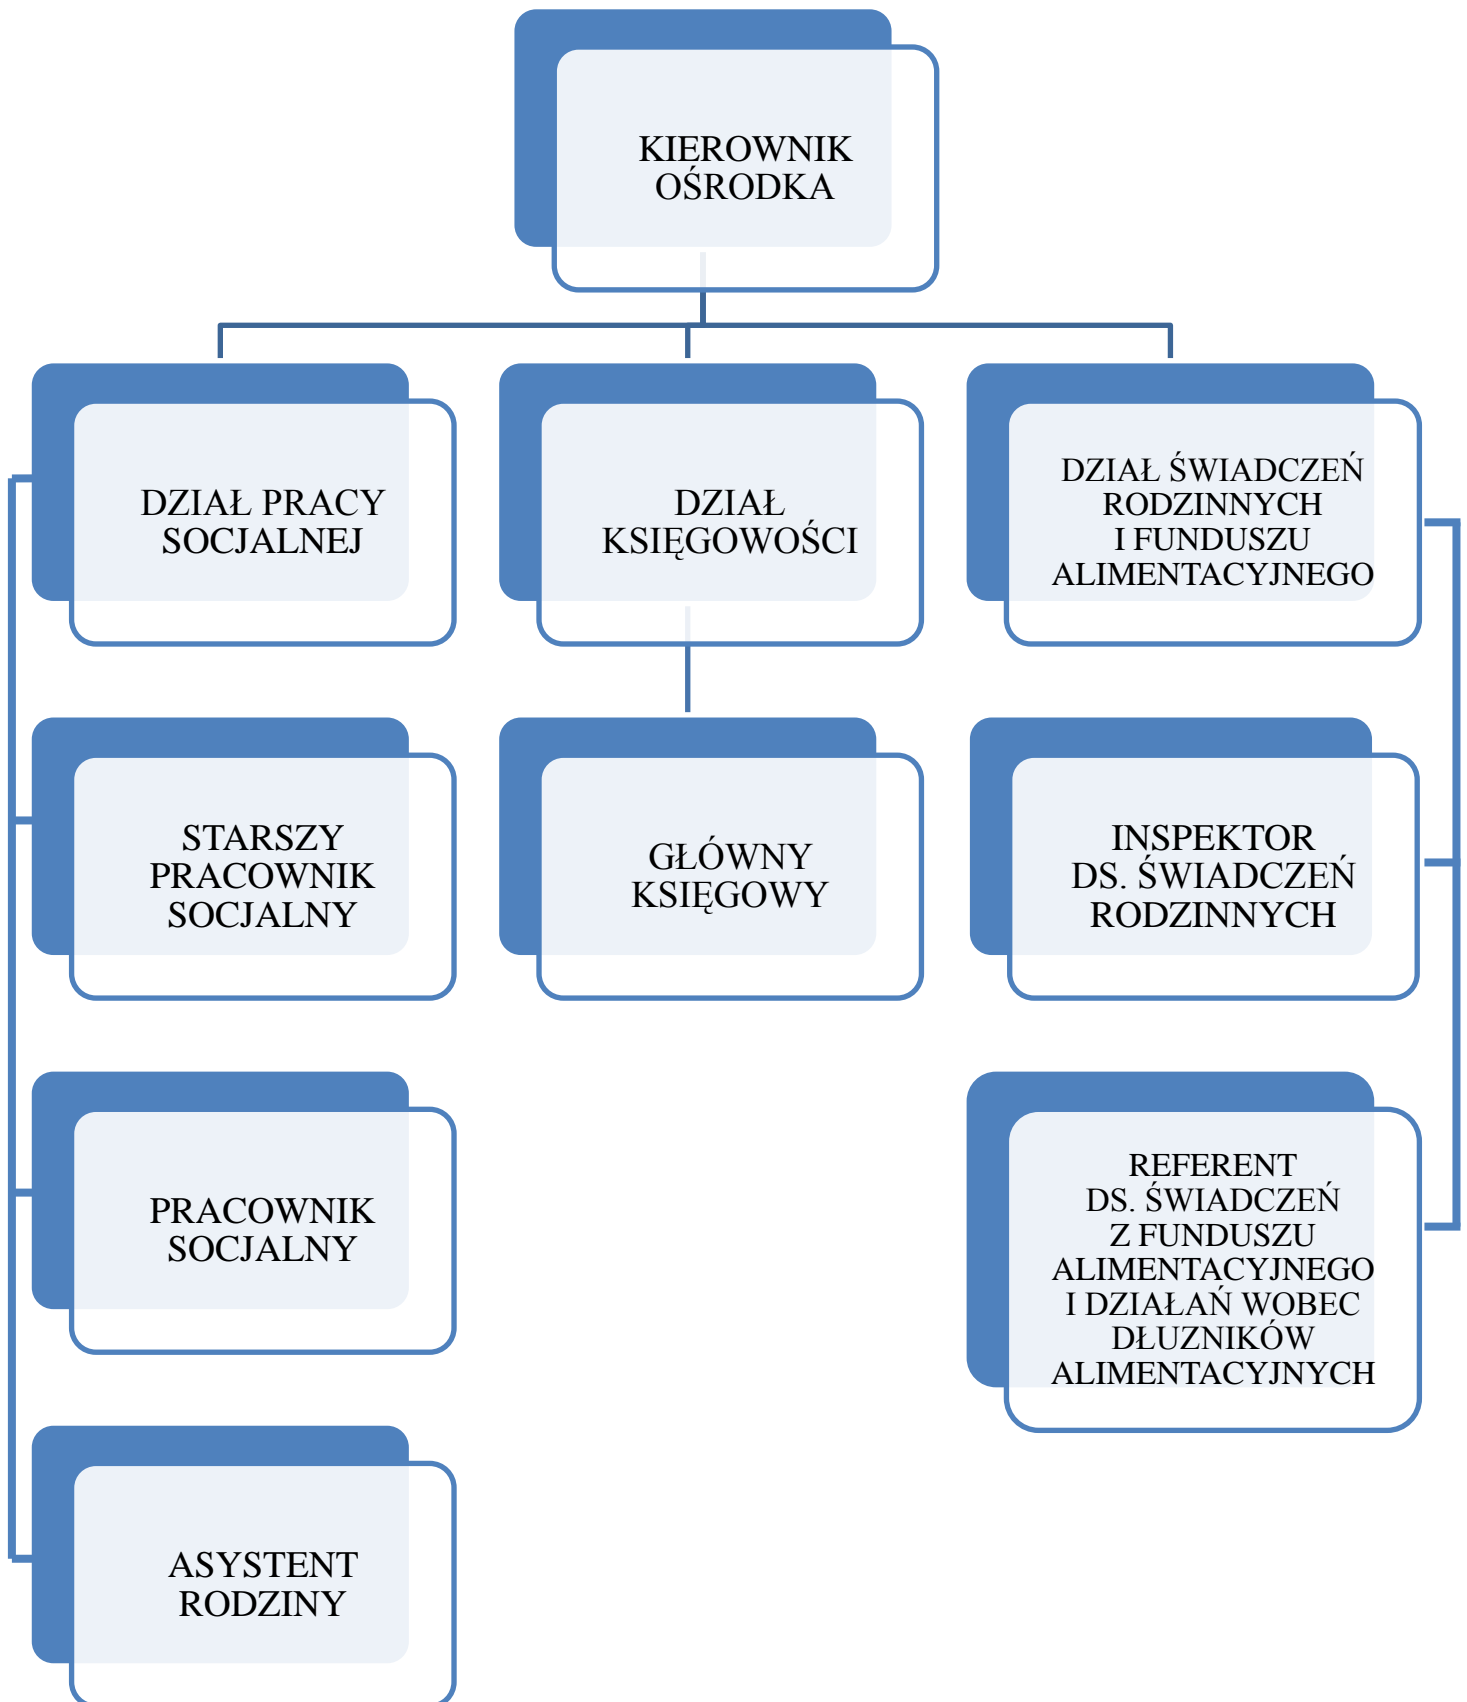 KIEROWNIK
OŚRODKA
DZIAŁ PRACY
SOCJALNEJ
DZIAŁ
KSIĘGOWOŚCI
DZIAŁ ŚWIADCZEŃ
RODZINNYCH
I FUNDUSZU
ALIMENTACYJNEGO
STARSZY
PRACOWNIK
SOCJALNY
GŁÓWNY
KSIĘGOWY
INSPEKTOR
DS. ŚWIADCZEŃ
RODZINNYCH
PRACOWNIK
SOCJALNY
REFERENT
DS. ŚWIADCZEŃ
Z FUNDUSZU
ALIMENTACYJNEGO
I DZIAŁAŃ WOBEC
DŁUZNIKÓW
ALIMENTACYJNYCH
ASYSTENT
RODZINY